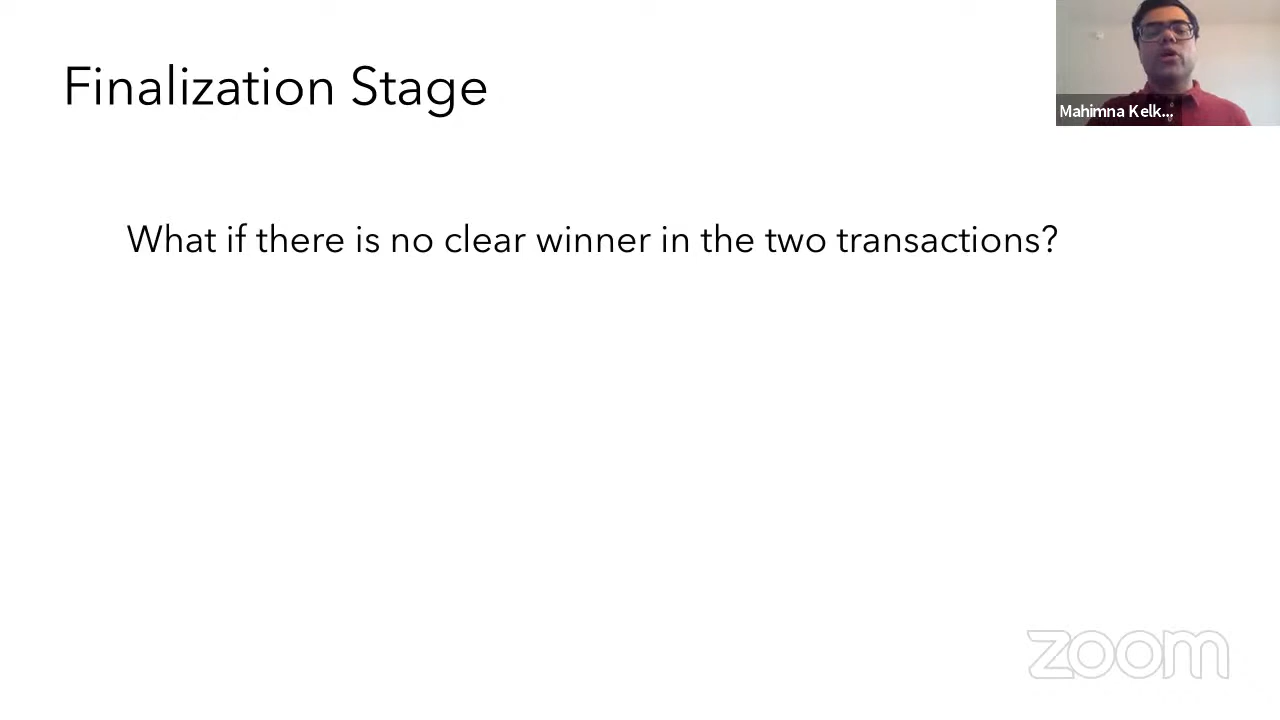 Finalization Stage
Mahimna Kelk...
What if there is no clear winner in the two transactions?
zoom